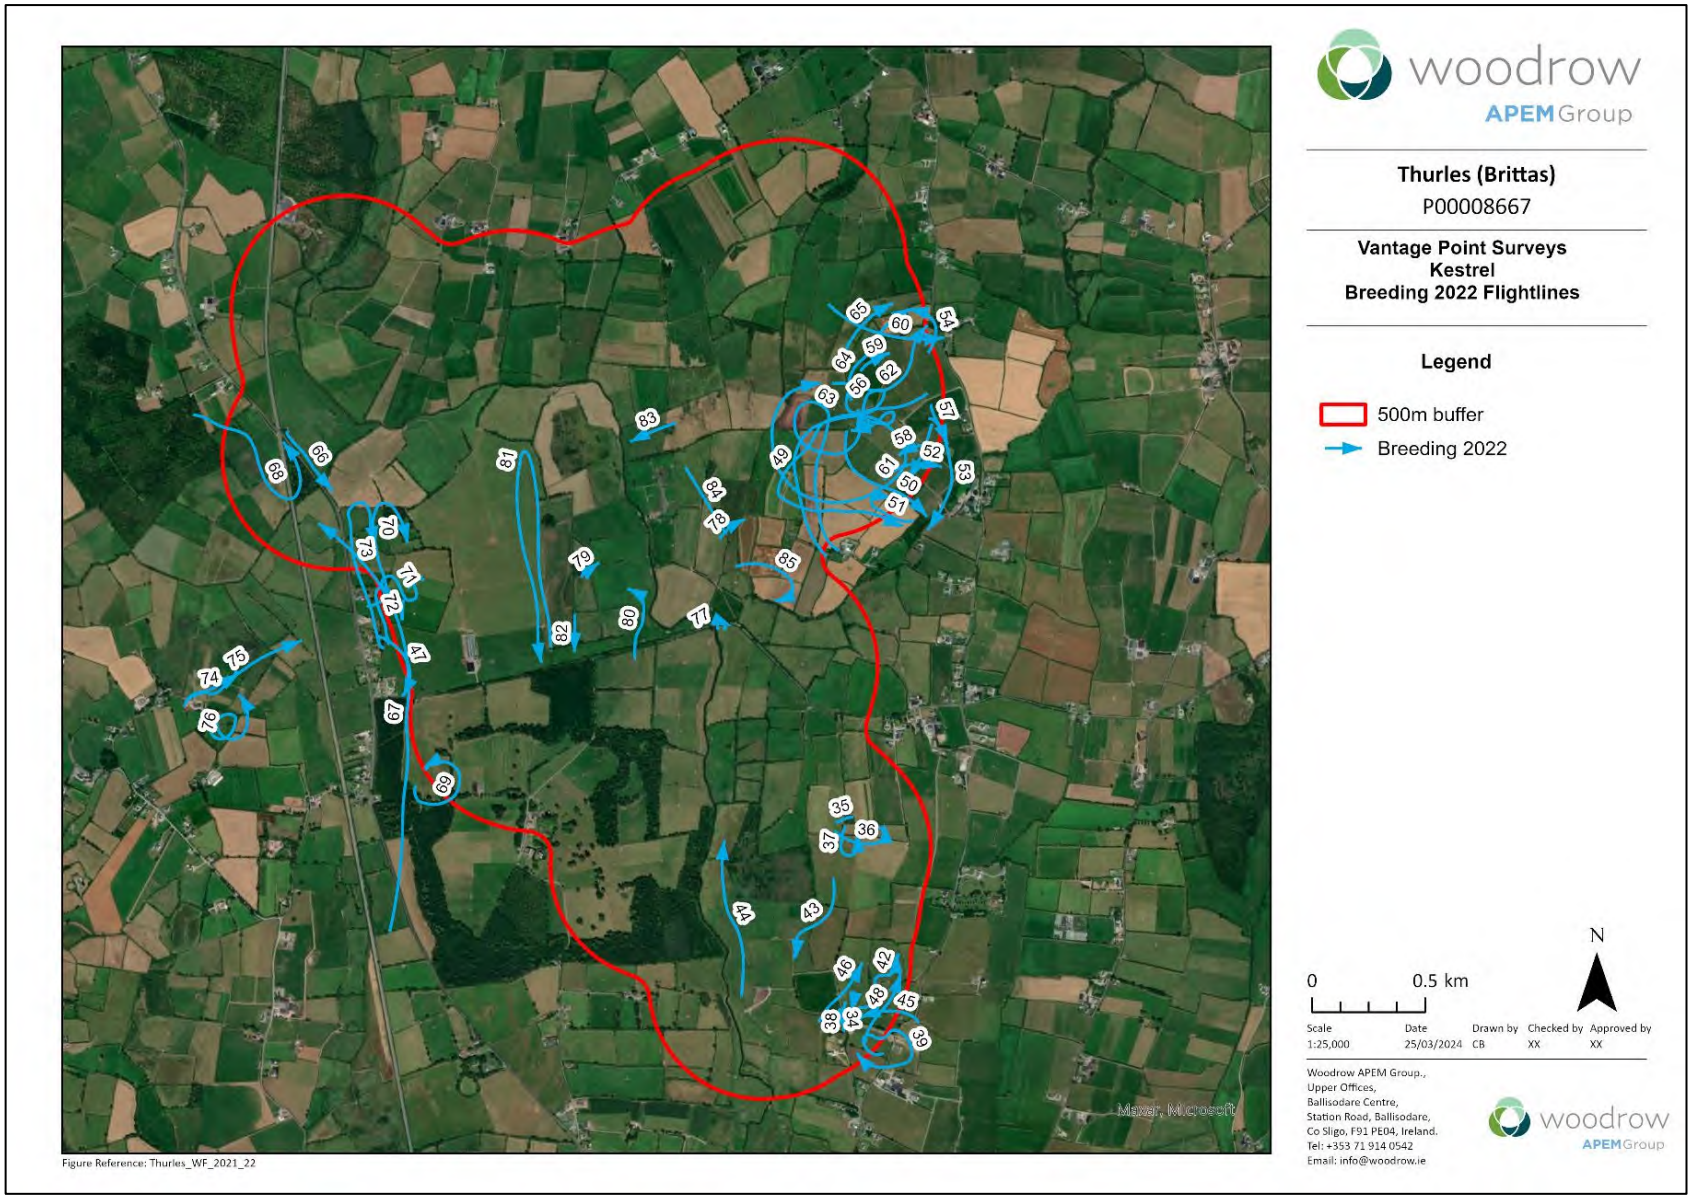 woodrow
APEM Group
Thurles (Brittas)
P00008667
Vantage Point Surveys
Kestrel
Breeding 2022 Flightlines
Legend
500m buffer
Breeding 2022
65
60
54
59
64
62
56
63
57
83
58
52
49
61
53
50
51
66
68
81
84
78
70
73
79
85
71
72
80
77
82
47
75
74
76
67
69
35
36
37
44
43
46
42
48
45
38
34
39
Maxar, Microsoft
N
0 0.5 km
Scale Date Drawn by Checked by Approved by
1:25,000 25/03/2024 CB XX XX
Woodrow APEM Group.,
Upper Offices,
Ballisodare Centre,
Station Road, Ballisodare,
Co Sligo, F91 PE04, Ireland.
Tel: +353 71 914 0542
Email: info@woodrow.ie
woodrow
APEM Group
Figure Reference: Thurles_WF_2021_22